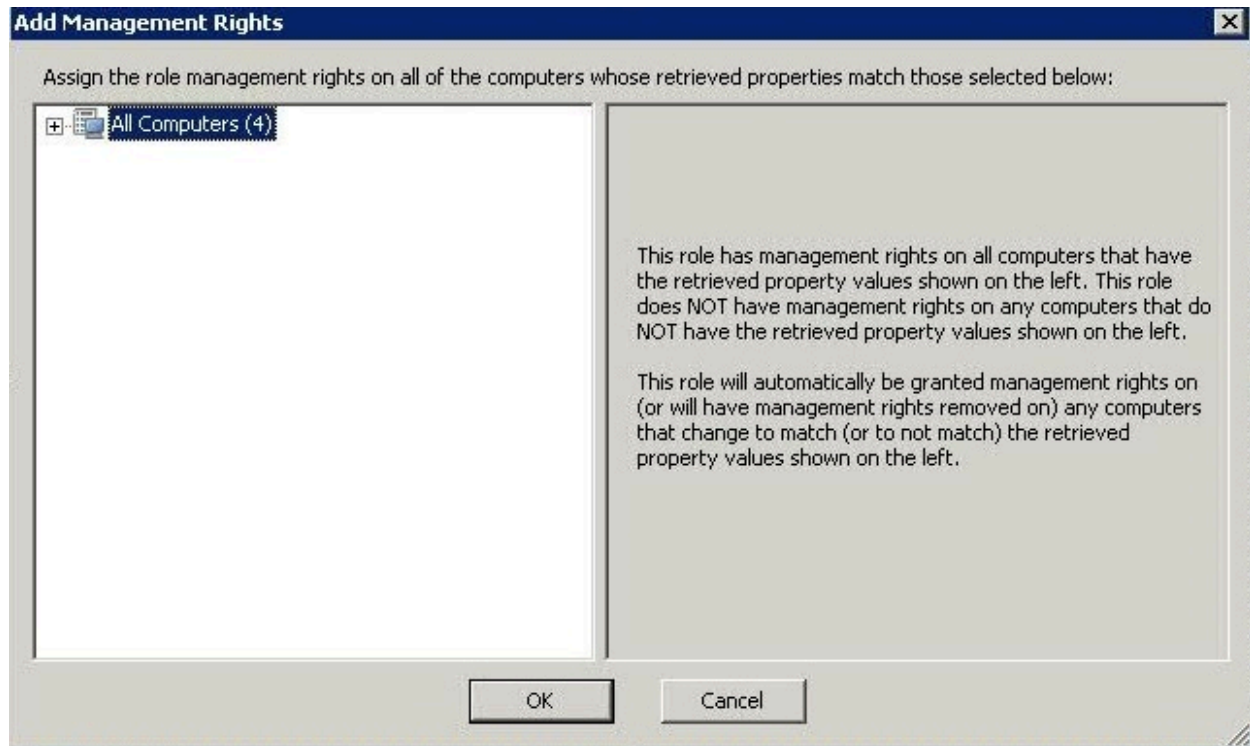 Add Management Rights
Assign the role management rights on all of the computers whose retrieved properties match those selected below:
All Computers (4)
This role has management rights on all computers that have
the retrieved property values shown on the left. This role
does NOT have management rights on any computers that do
NOT have the retrieved property values shown on the left.
This role will automatically be granted management rights on
(or will have management rights removed on) any computers
that change to match (or to not match) the retrieved
property values shown on the left.
OK
Cancel